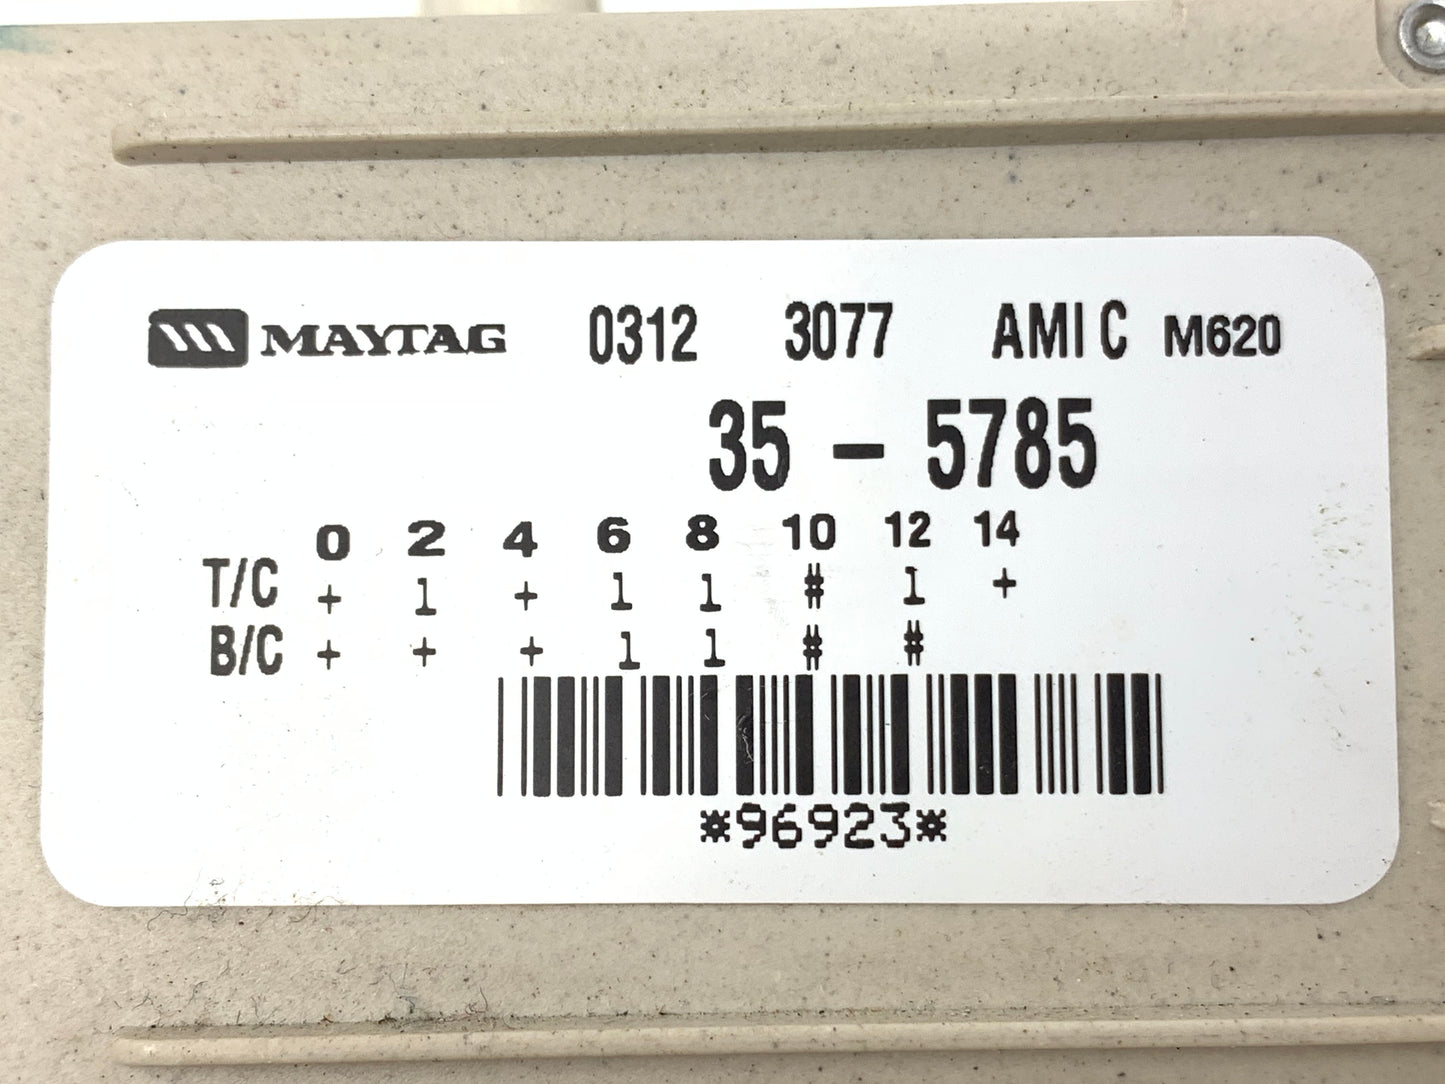 MAYTAG 0312 3077 AMI C M620
35 - 5785
0 2 4 6 8 10 12 14
T/C + 1 + 1 1 # 1 +
B/C + + + 1 1 # #
*96923*